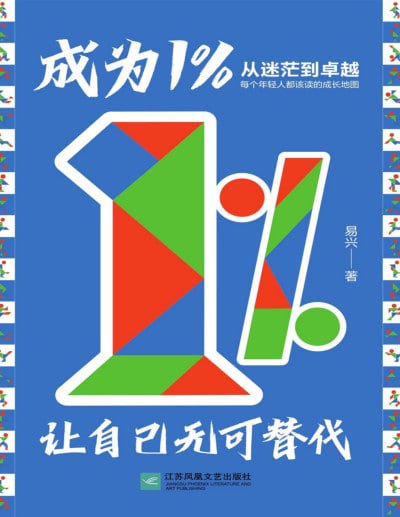 成为1%
从迷茫到卓越
每个年轻人都该读的成长地图
1%
易兴——著
让自己无可替代
江苏凤凰文艺出版社
JIANGSU PHOENIX LITERATURE AND
ART PUBLISHING